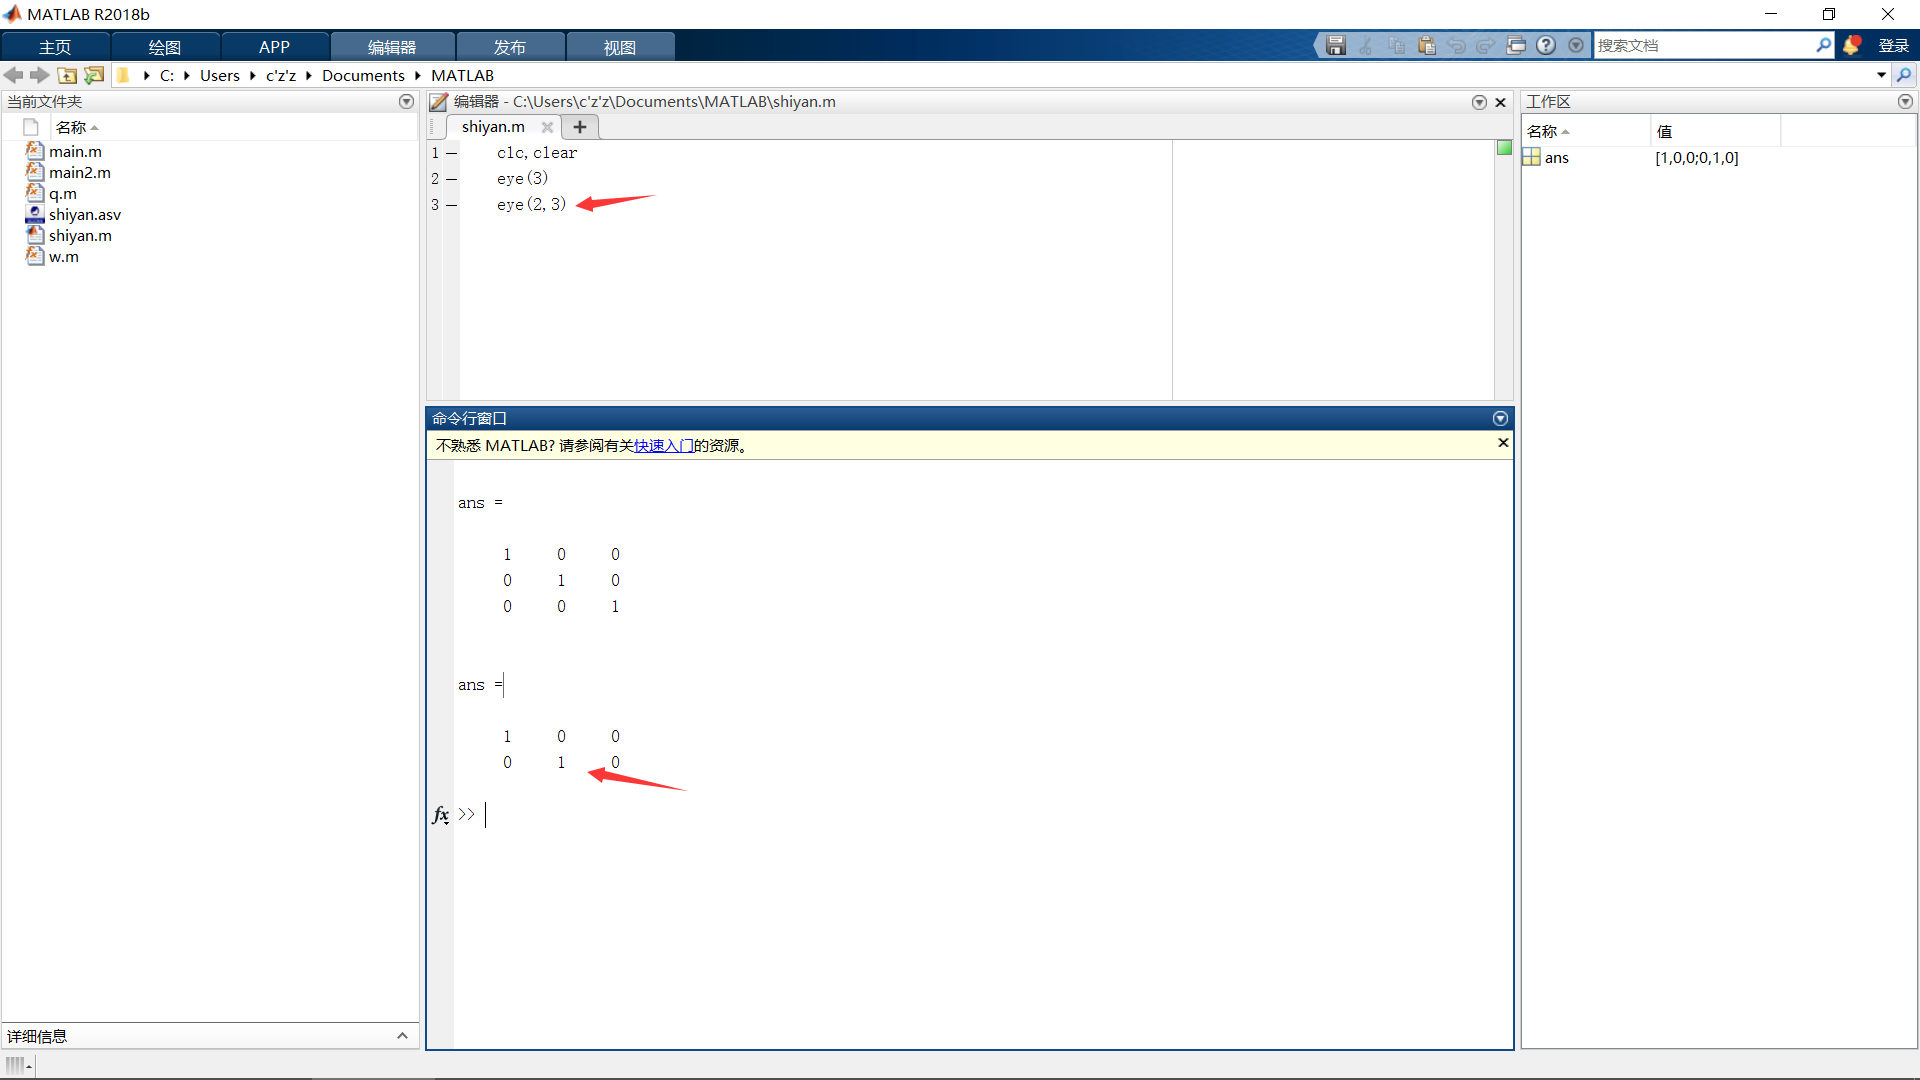 MATLAB R2018b
主页 绘图 APP 编辑器 发布 视图 搜索文档 登录
C: Users c'z'z Documents MATLAB
当前文件夹
名称
main.m
main2.m
q.m
shiyan.asv
shiyan.m
w.m
详细信息
编辑器 - C:\Users\c'z'z\Documents\MATLAB\shiyan.m
shiyan.m
1 — clc,clear
2 — eye(3)
3 — eye(2,3)
命令行窗口
不熟悉 MATLAB? 请参阅有关快速入门的资源。
ans =
1 0 0
0 1 0
0 0 1
ans =
1 0 0
0 1 0
fx >>
工作区
名称 值
ans [1,0,0;0,1,0]